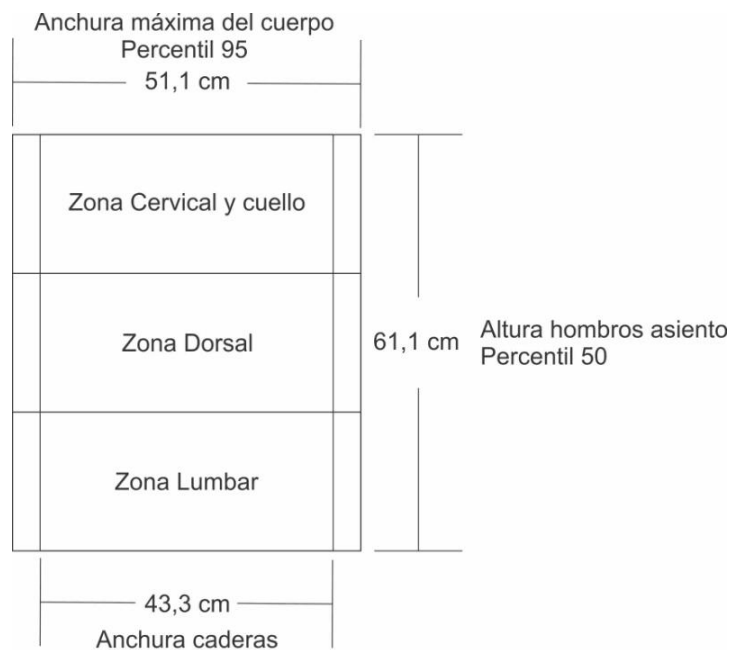 Anchura máxima del cuerpo
Percentil 95
51,1 cm
Zona Cervical y cuello
Zona Dorsal
61,1 cm
Altura hombros asiento
Percentil 50
Zona Lumbar
43,3 cm
Anchura caderas